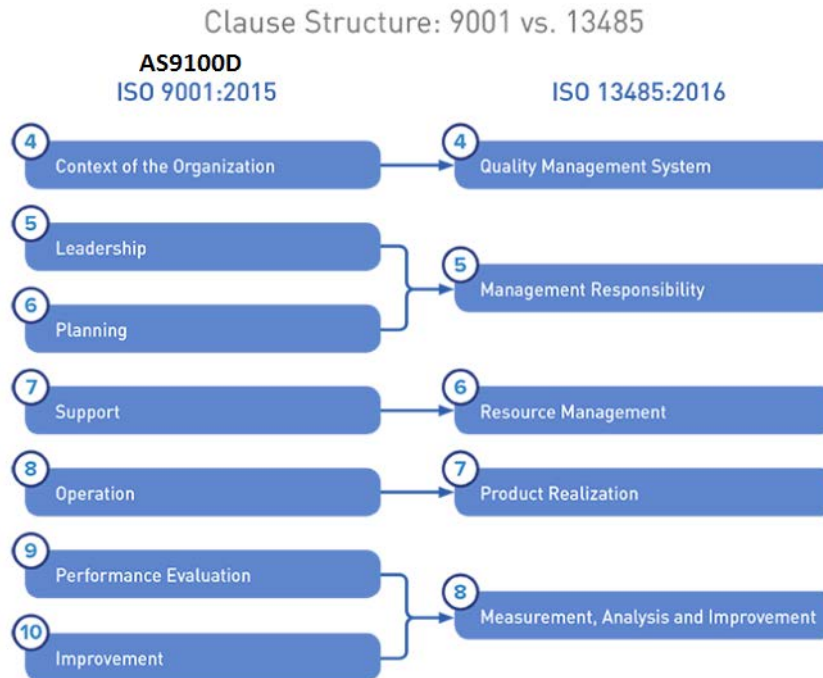 Clause Structure: 9001 vs. 13485
AS9100D
ISO 9001:2015
ISO 13485:2016
4
Context of the Organization
4
Quality Management System
5
Leadership
5
Management Responsibility
6
Planning
7
Support
6
Resource Management
8
Operation
7
Product Realization
9
Performance Evaluation
8
Measurement, Analysis and Improvement
10
Improvement